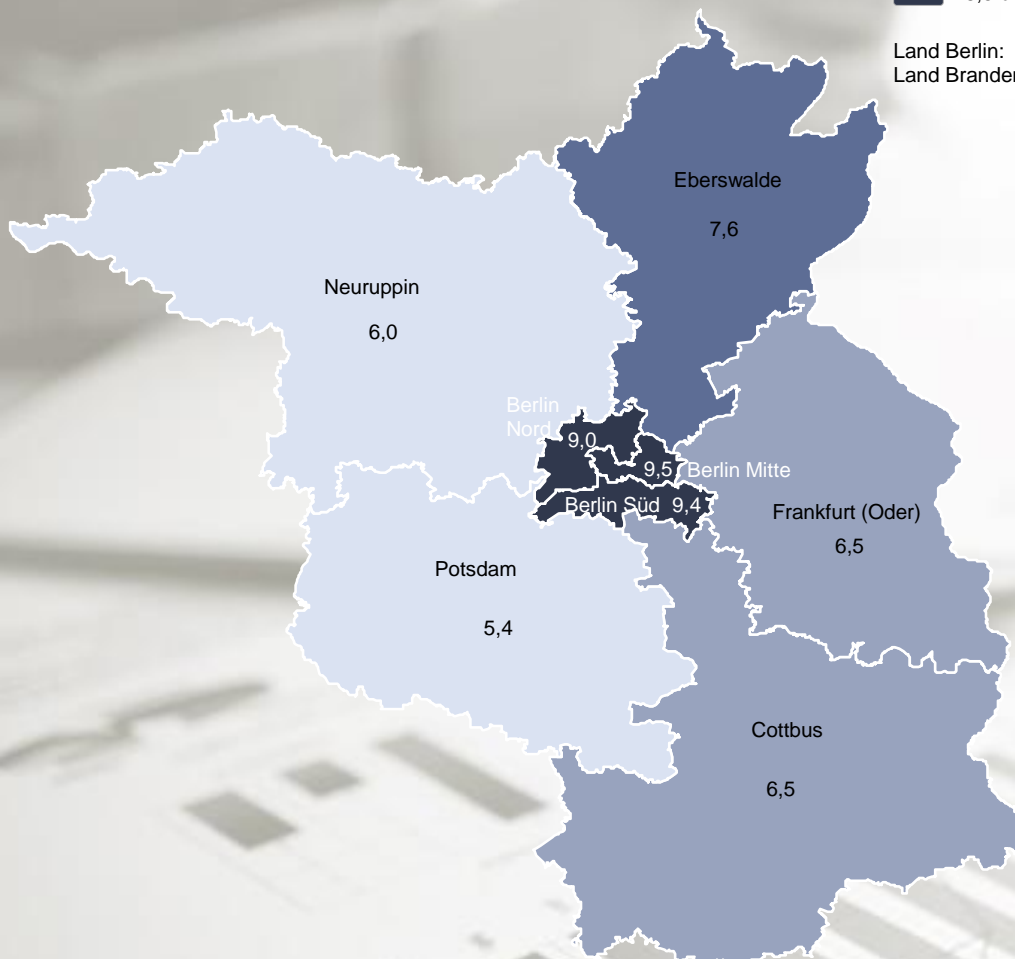 Land Berlin:
Land Brander
Eberswalde
7,6
Neuruppin
6,0
Berlin
Nord
9,0
9,5 Berlin Mitte
Berlin Süd 9,4
Frankfurt (Oder)
6,5
Potsdam
5,4
Cottbus
6,5